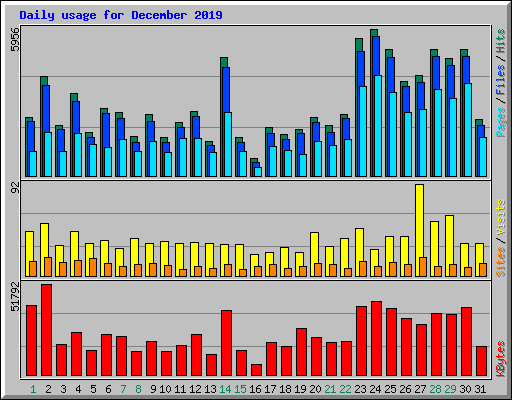 Daily usage for December 2019
5956
Pages / Files / Hits
92
Sites / Visits
51792
KBytes
1 2 3 4 5 6 7 8 9 10 11 12 13 14 15 16 17 18 19 20 21 22 23 24 25 26 27 28 29 30 31